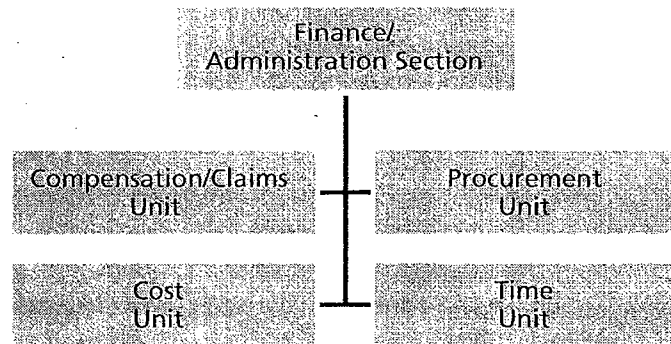 Finance/
Administration Section
Compensation/Claims
Unit
Procurement
Unit
Cost
Unit
Time
Unit